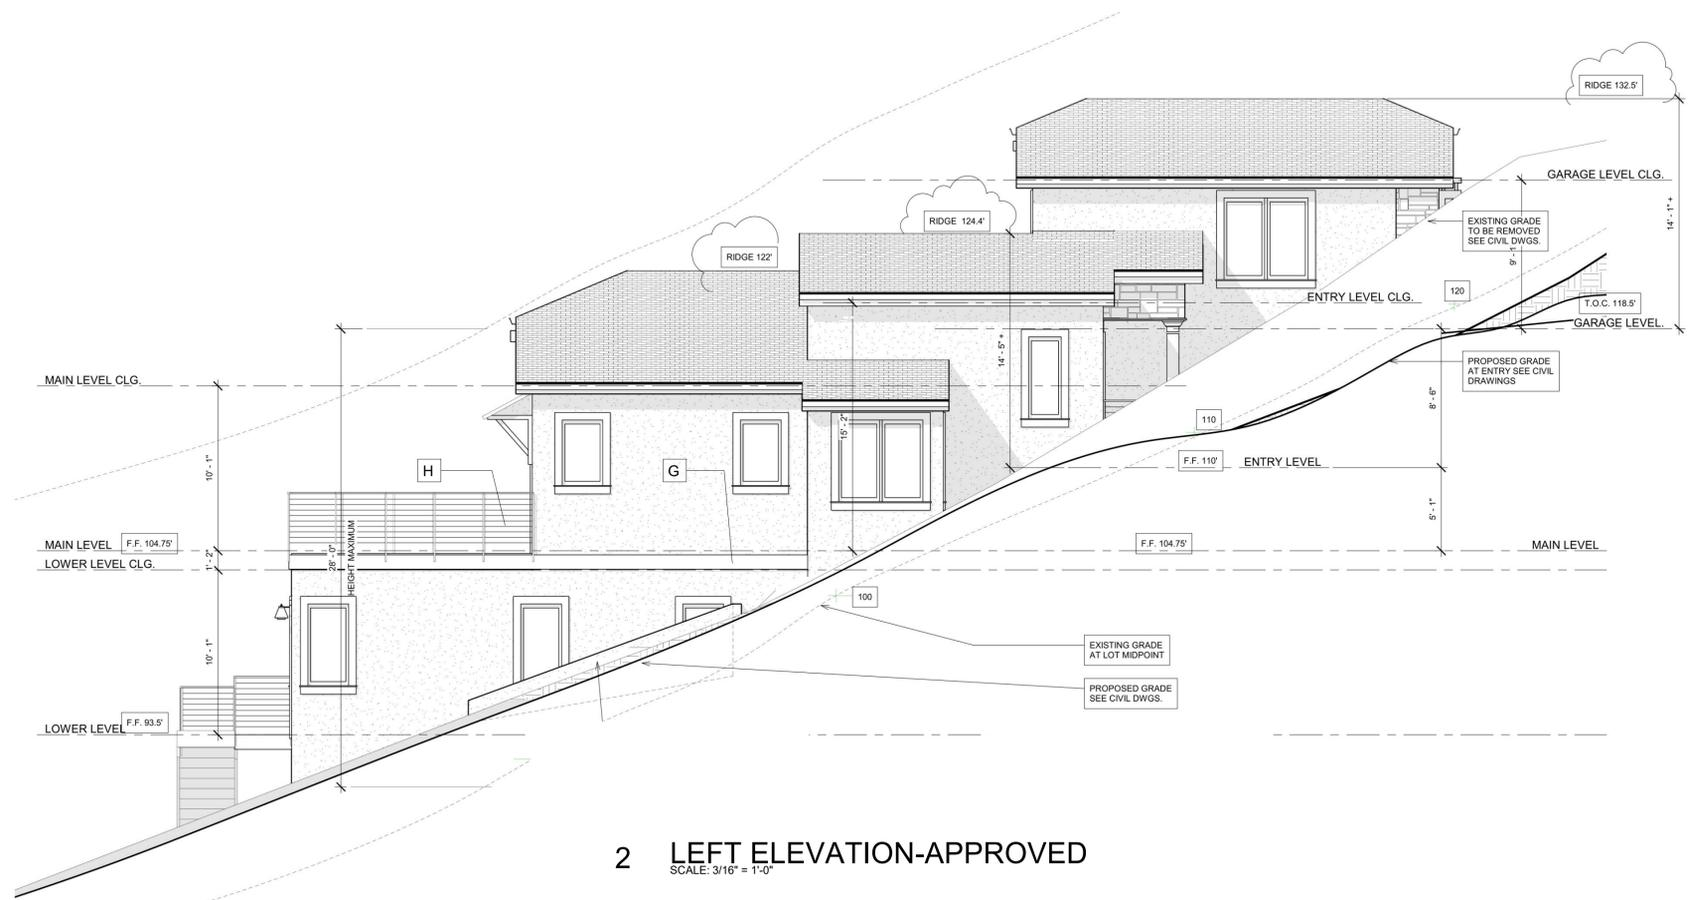 RIDGE 132.5'
GARAGE LEVEL CLG.
14' - 1" +
RIDGE 124.4'
EXISTING GRADE
TO BE REMOVED
SEE CIVIL DWGS.
RIDGE 122'
120
ENTRY LEVEL CLG.
T.O.C. 118.5'
GARAGE LEVEL.
14' - 5" +
PROPOSED GRADE
AT ENTRY SEE CIVIL
DRAWINGS
MAIN LEVEL CLG.
8' - 6"
15' - 2"
110
F.F. 110'
ENTRY LEVEL
10' - 1"
H
G
5' - 1"
MAIN LEVEL
F.F. 104.75'
F.F. 104.75'
MAIN LEVEL
1' - 2"
LOWER LEVEL CLG.
28' - 0"
HEIGHT MAXIMUM
100
EXISTING GRADE
AT LOT MIDPOINT
10' - 1"
PROPOSED GRADE
SEE CIVIL DWGS.
LOWER LEVEL
F.F. 93.5'
2 LEFT ELEVATION-APPROVED
SCALE: 3/16" = 1'-0"